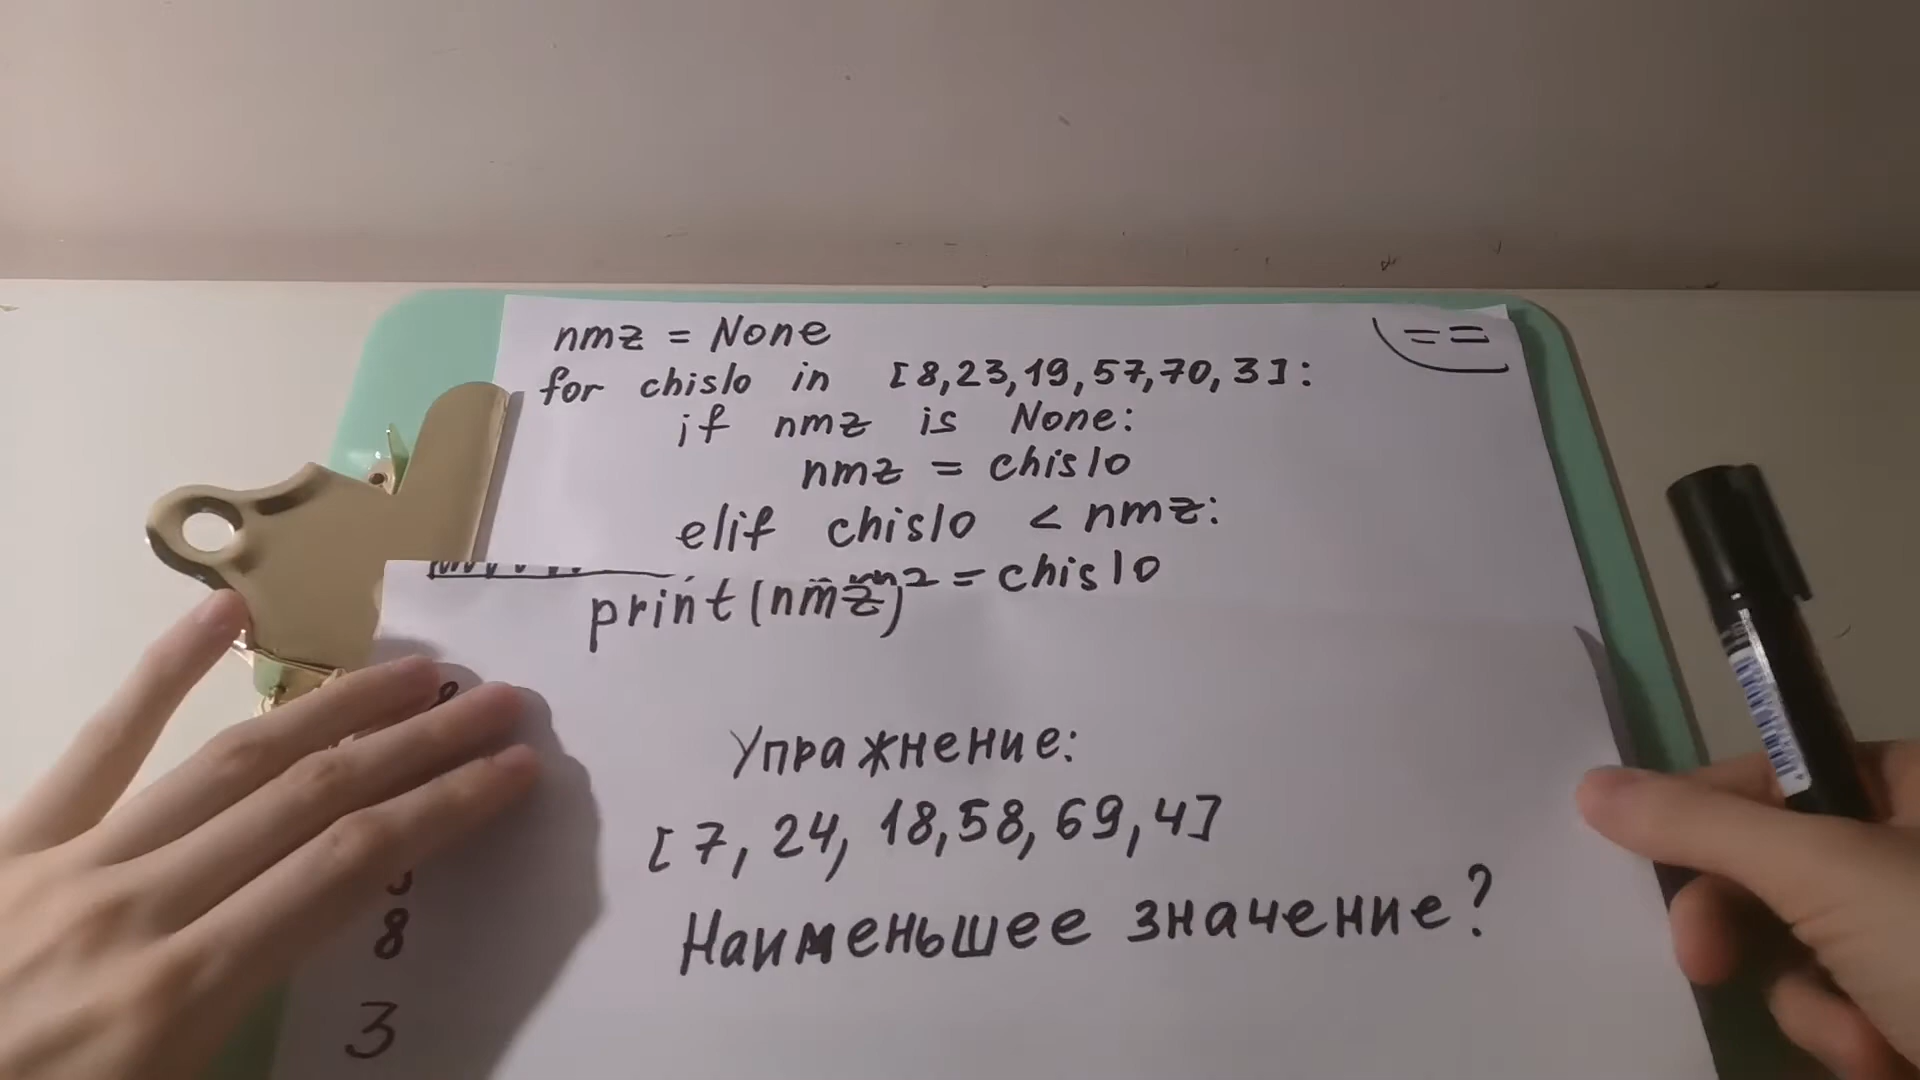 nmz = None
==
for chislo in [8,23,19,57,70,3]:
if nmz is None:
nmz = chislo
elif chislo < nmz:
= chislo
print(nmz)
Упражнение:
[7, 24, 18,58, 69,4]
8
Наименьшее значение?
3